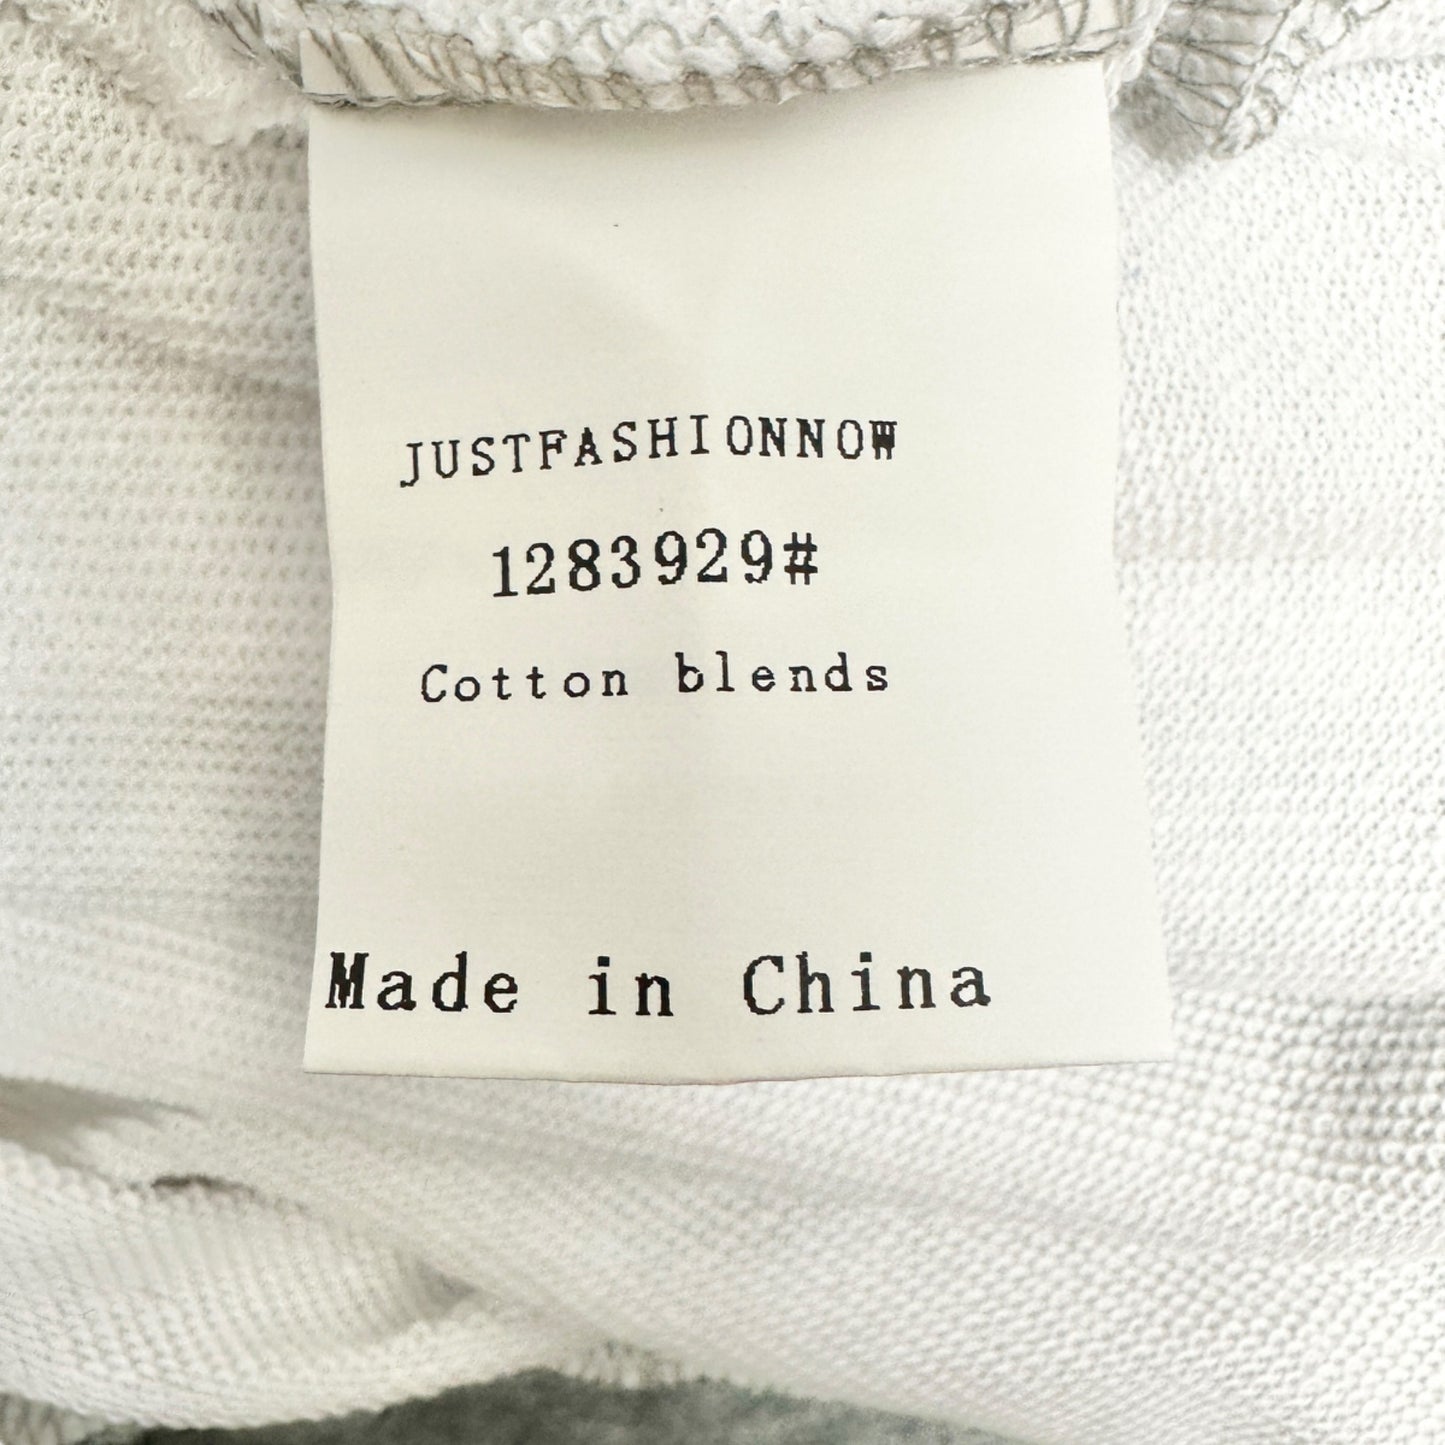 JUSTFASHIONNOW
1283929#
Cotton blends
Made in China